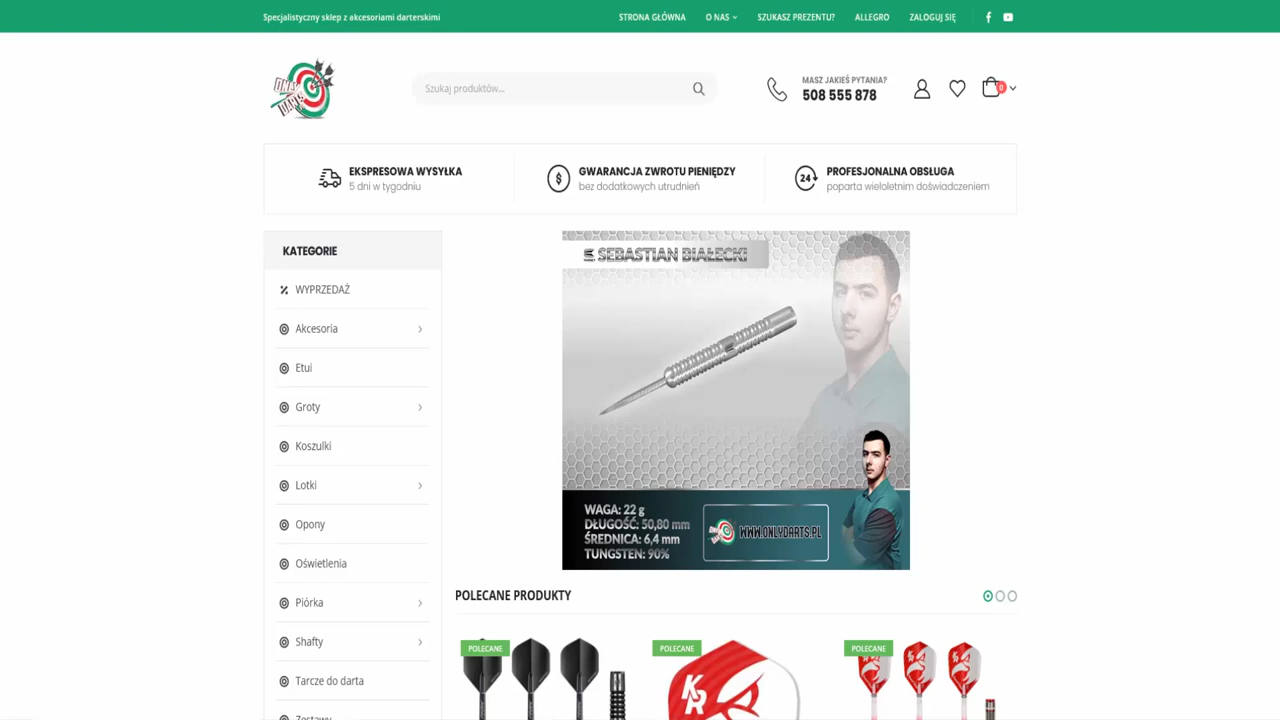 Specjalistyczny sklep z akcesoriami darterskimi
STRONA GŁÓWNA O NAS SZUKASZ PREZENTU? ALLEGRO ZALOGUJ SIĘ
Szukaj produktów...
MASZ JAKIEŚ PYTANIA?
508 555 878
0
EKSPRESOWA WYSYŁKA
5 dni w tygodniu
GWARANCJA ZWROTU PIENIĘDZY
bez dodatkowych utrudnień
24
PROFESJONALNA OBSŁUGA
poparta wieloletnim doświadczeniem
KATEGORIE
WYPRZEDAŻ
Akcesoria
Etui
Groty
Koszulki
Lotki
Opony
Oświetlenia
Piórka
Shafty
Tarcze do darta
Zestawy
SEBASTIAN BIAŁECKI
WAGA: 22 g
DŁUGOŚĆ: 50,80 mm
ŚREDNICA: 6,4 mm
TUNGSTEN: 90%
WWW.ONLYDARTS.PL
POLECANE PRODUKTY
POLECANE
POLECANE
KR
POLECANE